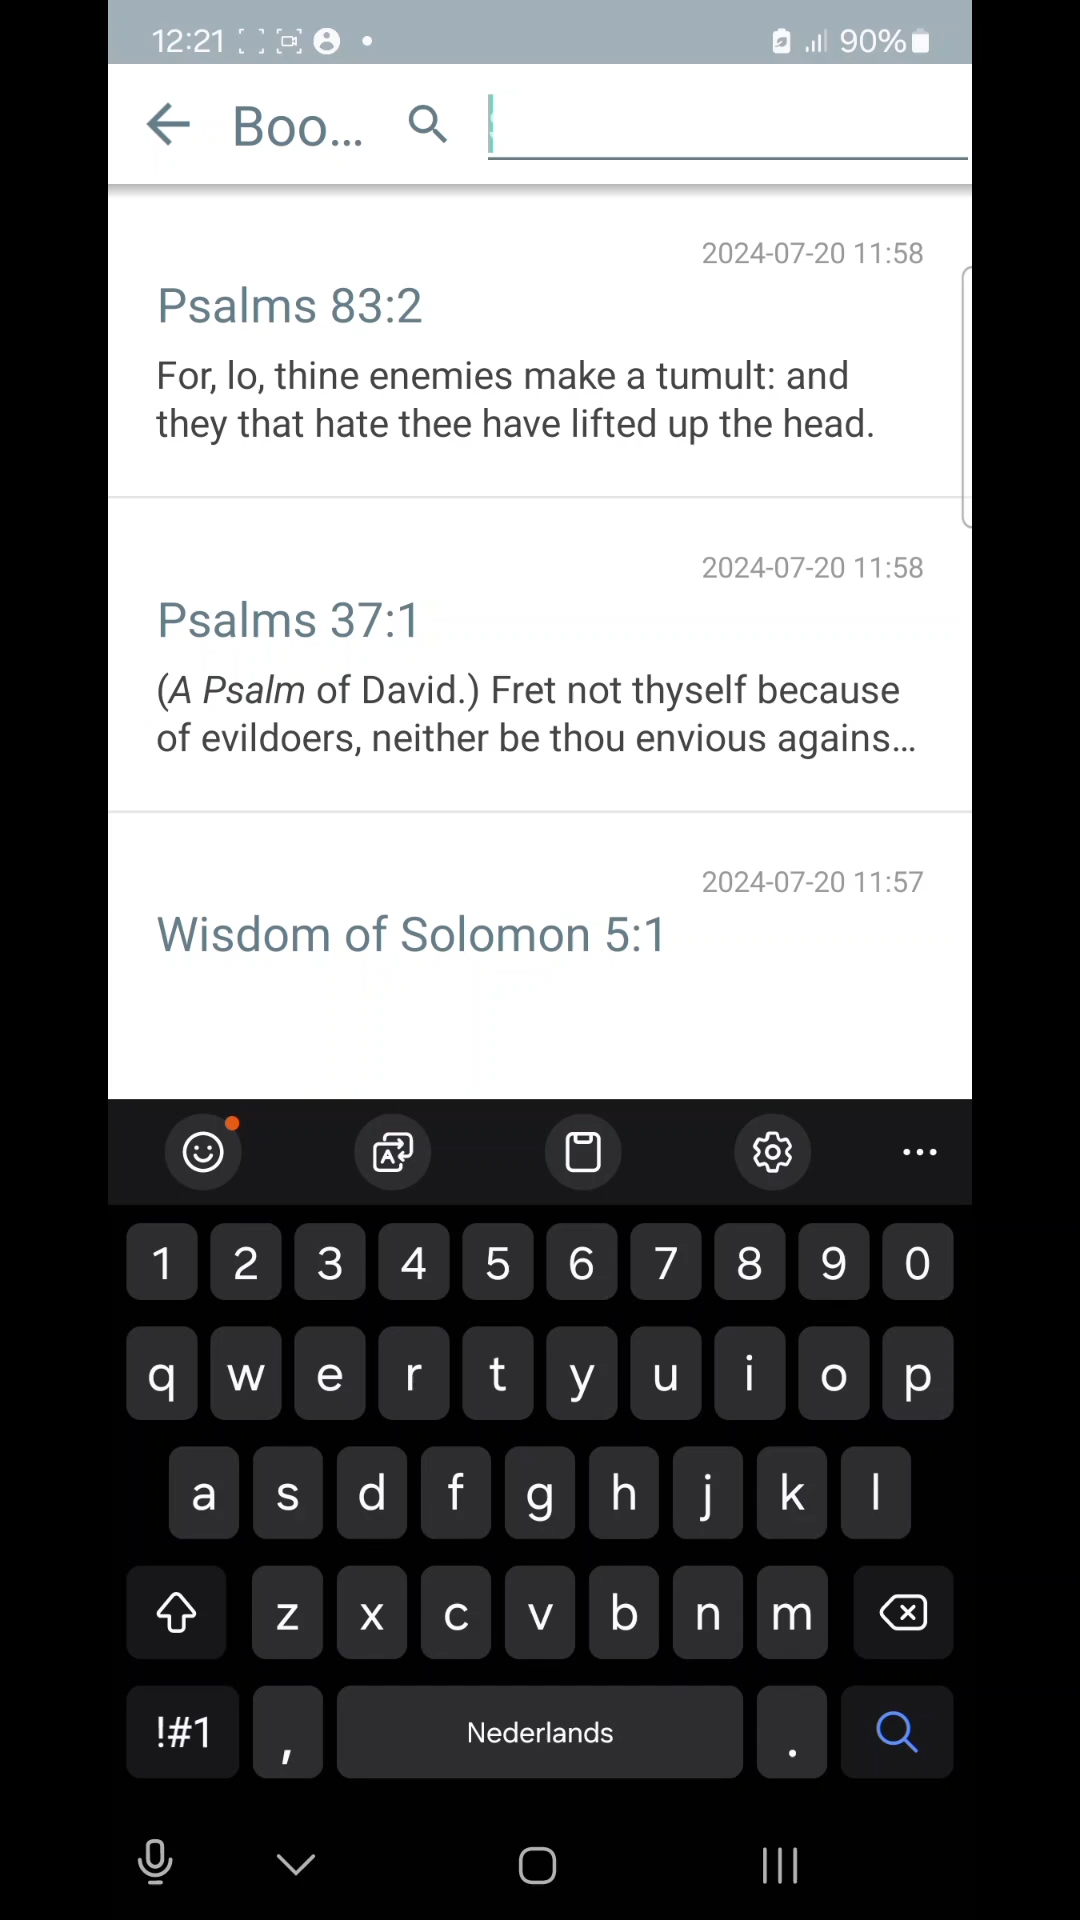 12:21 90%
Boo...
2024-07-20 11:58
Psalms 83:2
For, lo, thine enemies make a tumult: and
they that hate thee have lifted up the head.
2024-07-20 11:58
Psalms 37:1
(A Psalm of David.) Fret not thyself because
of evildoers, neither be thou envious agains...
2024-07-20 11:57
Wisdom of Solomon 5:1
1 2 3 4 5 6 7 8 9 0
q w e r t y u i o p
a s d f g h j k l
z x c v b n m
!#1 , Nederlands .